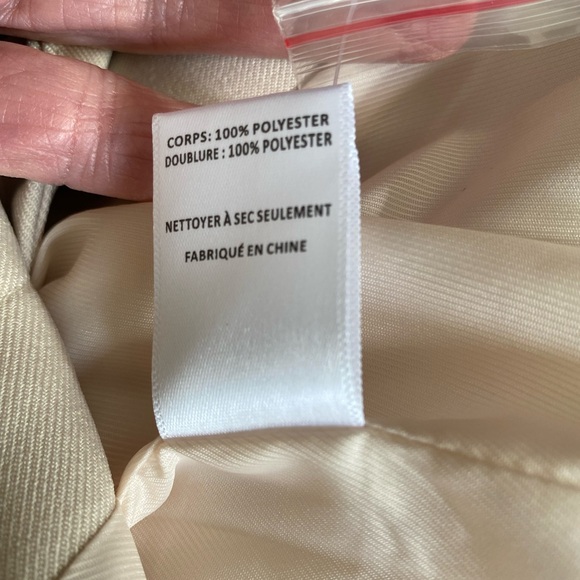 CORPS: 100% POLYESTER
DOUBLURE : 100% POLYESTER
NETTOYER À SEC SEULEMENT
FABRIQUÉ EN CHINE